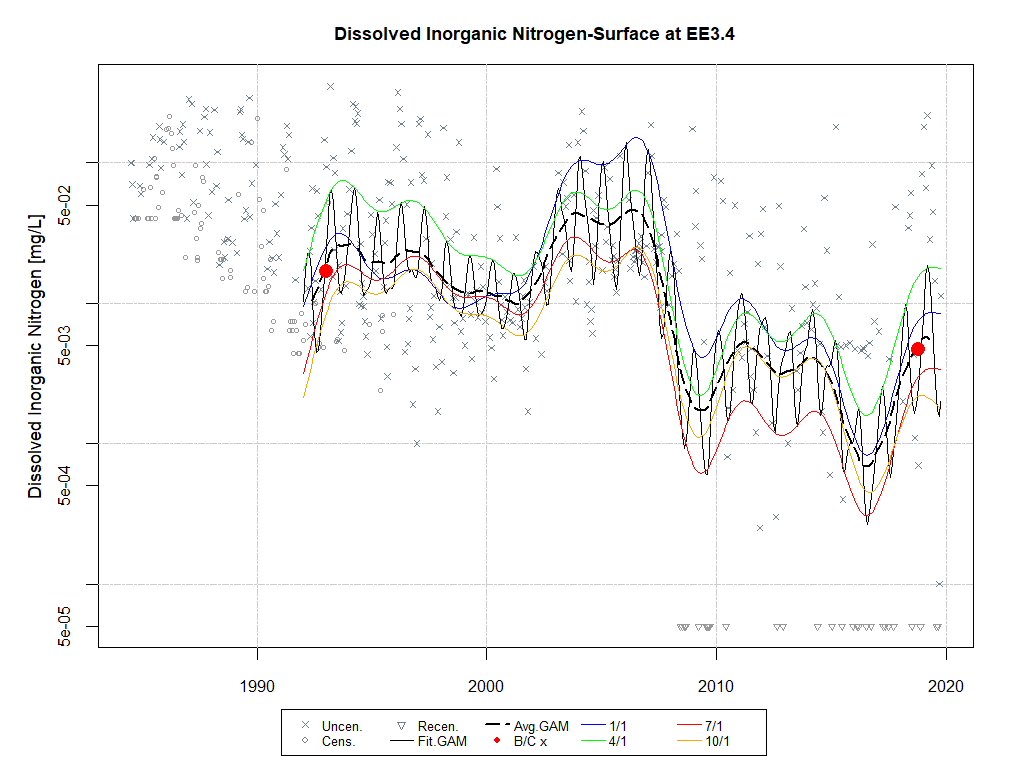 Dissolved Inorganic Nitrogen-Surface at EE3.4
Dissolved Inorganic Nitrogen [mg/L]
5e-02
5e-03
5e-04
5e-05
1990 2000 2010 2020
Uncen. Recen. Avg.GAM 1/1 7/1
Cens. Fit.GAM B/C x 4/1 10/1